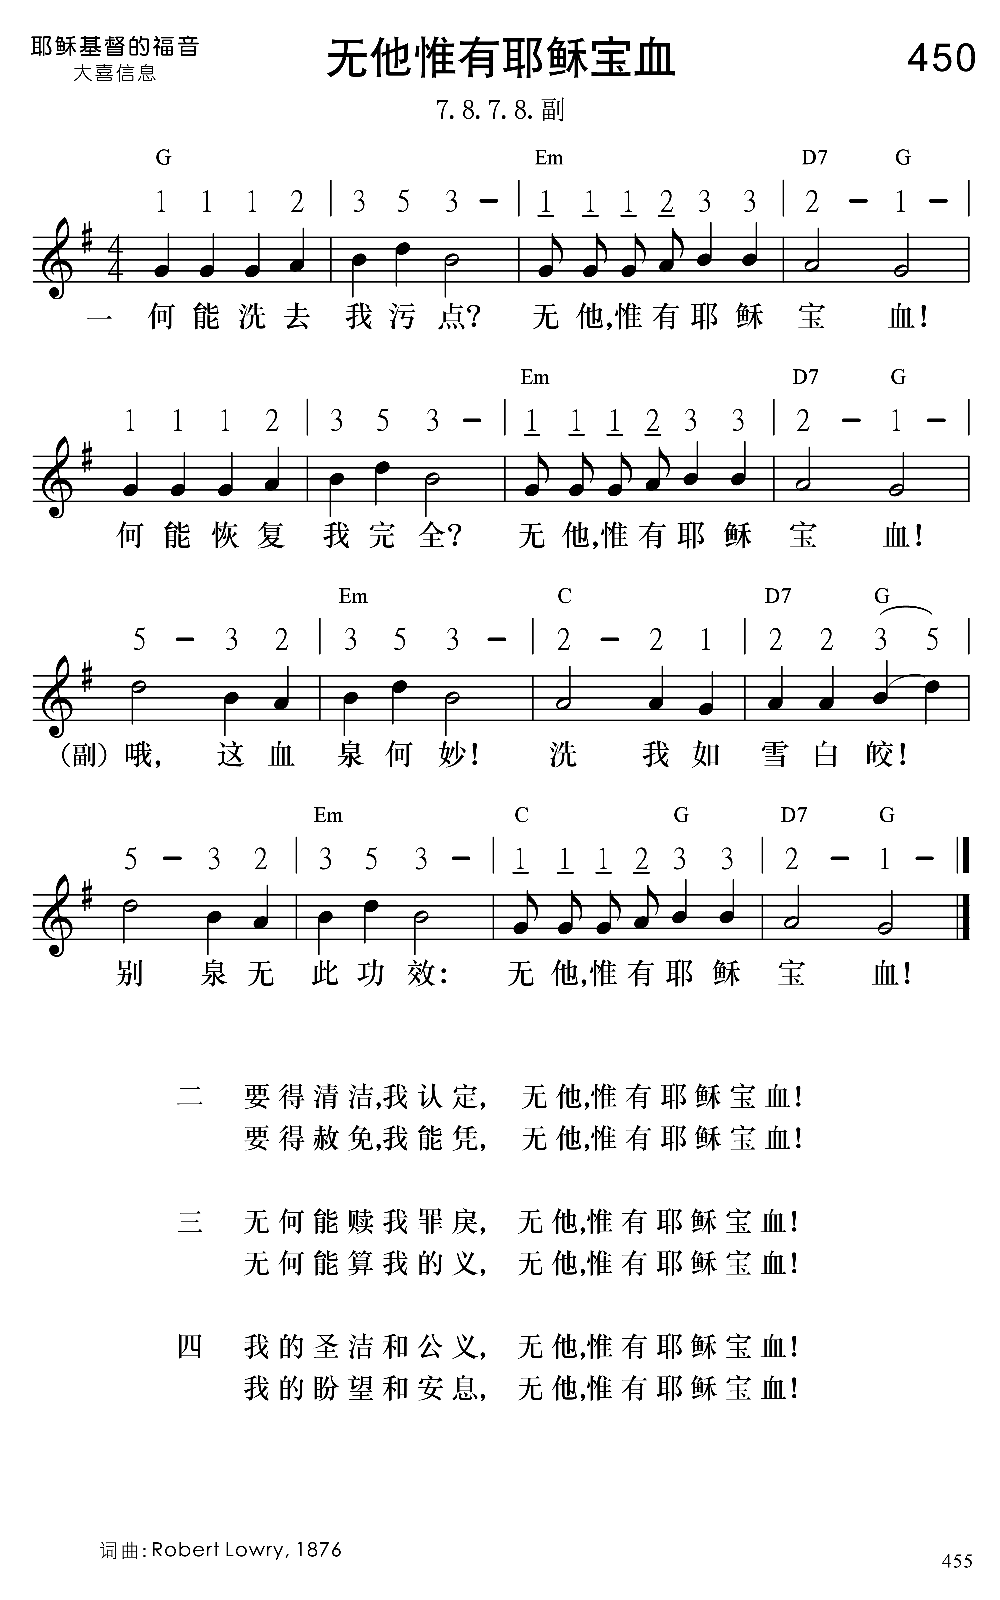 耶稣基督的福音
大喜信息
无他惟有耶稣宝血
450
7. 8. 7. 8. 副
G Em D7 G
1 1 1 2 | 3 5 3 – | 1 1 1 2 3 3 | 2 – 1 – |
4
4
一 何能洗去我污点？无他,惟有耶稣宝血！
Em D7 G
1 1 1 2 | 3 5 3 – | 1 1 1 2 3 3 | 2 – 1 – |
何能恢复我完全？无他,惟有耶稣宝血！
Em C D7 G
5 – 3 2 | 3 5 3 – | 2 – 2 1 | 2 2 3 5 |
(副) 哦，这血泉何妙！洗我如雪白皎！
Em C G D7 G
5 – 3 2 | 3 5 3 – | 1 1 1 2 3 3 | 2 – 1 – ‖
别泉无此功效：无他,惟有耶稣宝血！
二 要得清洁,我认定，无他,惟有耶稣宝血！
要得赦免,我能凭，无他,惟有耶稣宝血！
三 无何能赎我罪戾，无他,惟有耶稣宝血！
无何能算我的义，无他,惟有耶稣宝血！
四 我的圣洁和公义，无他,惟有耶稣宝血！
我的盼望和安息，无他,惟有耶稣宝血！
词曲：Robert Lowry, 1876
455